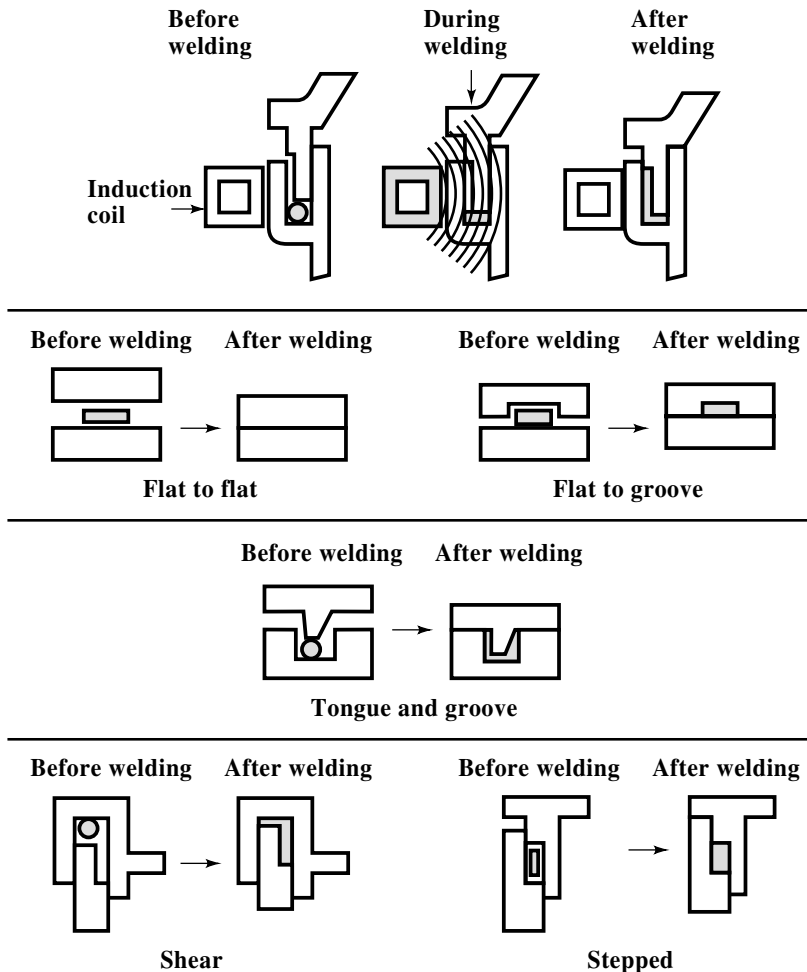 Before
welding
During
welding
After
welding
Induction
coil
Before welding
After welding
Flat to flat
Before welding
After welding
Flat to groove
Before welding
After welding
Tongue and groove
Before welding
After welding
Shear
Before welding
After welding
Stepped